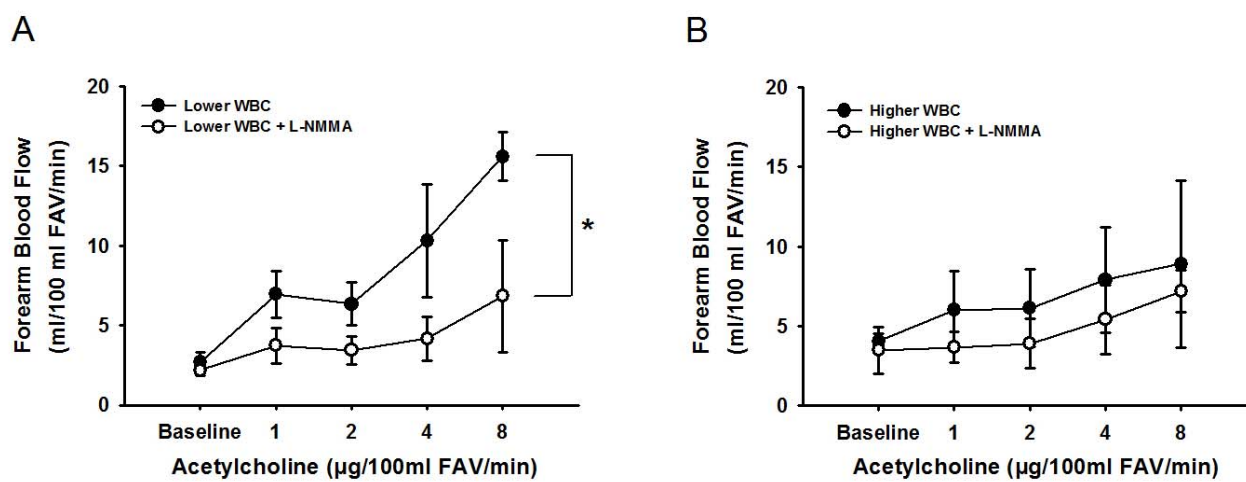 A
20
15
10
5
0
Lower WBC
Lower WBC + L-NMMA
*
Forearm Blood Flow
(ml/100 ml FAV/min)
Baseline 1 2 4 8
Acetylcholine (µg/100ml FAV/min)
B
20
15
10
5
0
Higher WBC
Higher WBC + L-NMMA
Forearm Blood Flow
(ml/100 ml FAV/min)
Baseline 1 2 4 8
Acetylcholine (µg/100ml FAV/min)